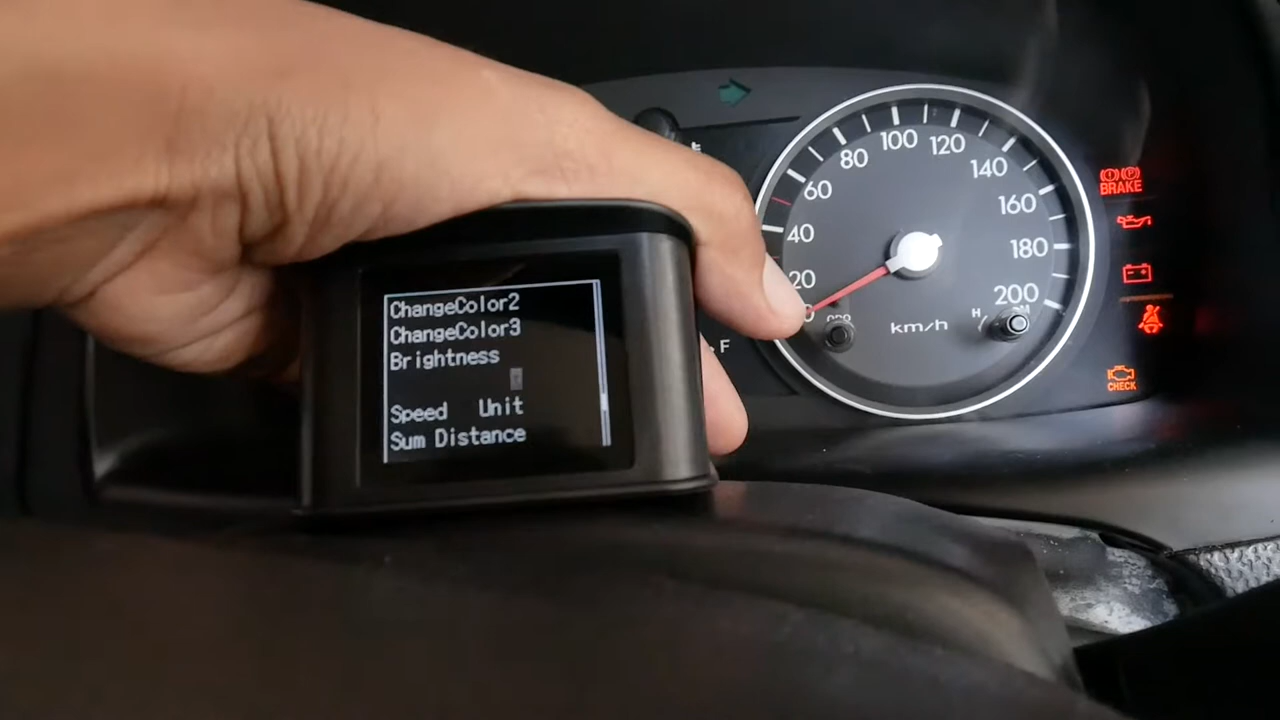 ChangeColor2
ChangeColor3
Brightness
Speed Unit
Sum Distance
F
20
40
60
80
100
120
140
160
180
200
km/h
H
BRAKE
CHECK